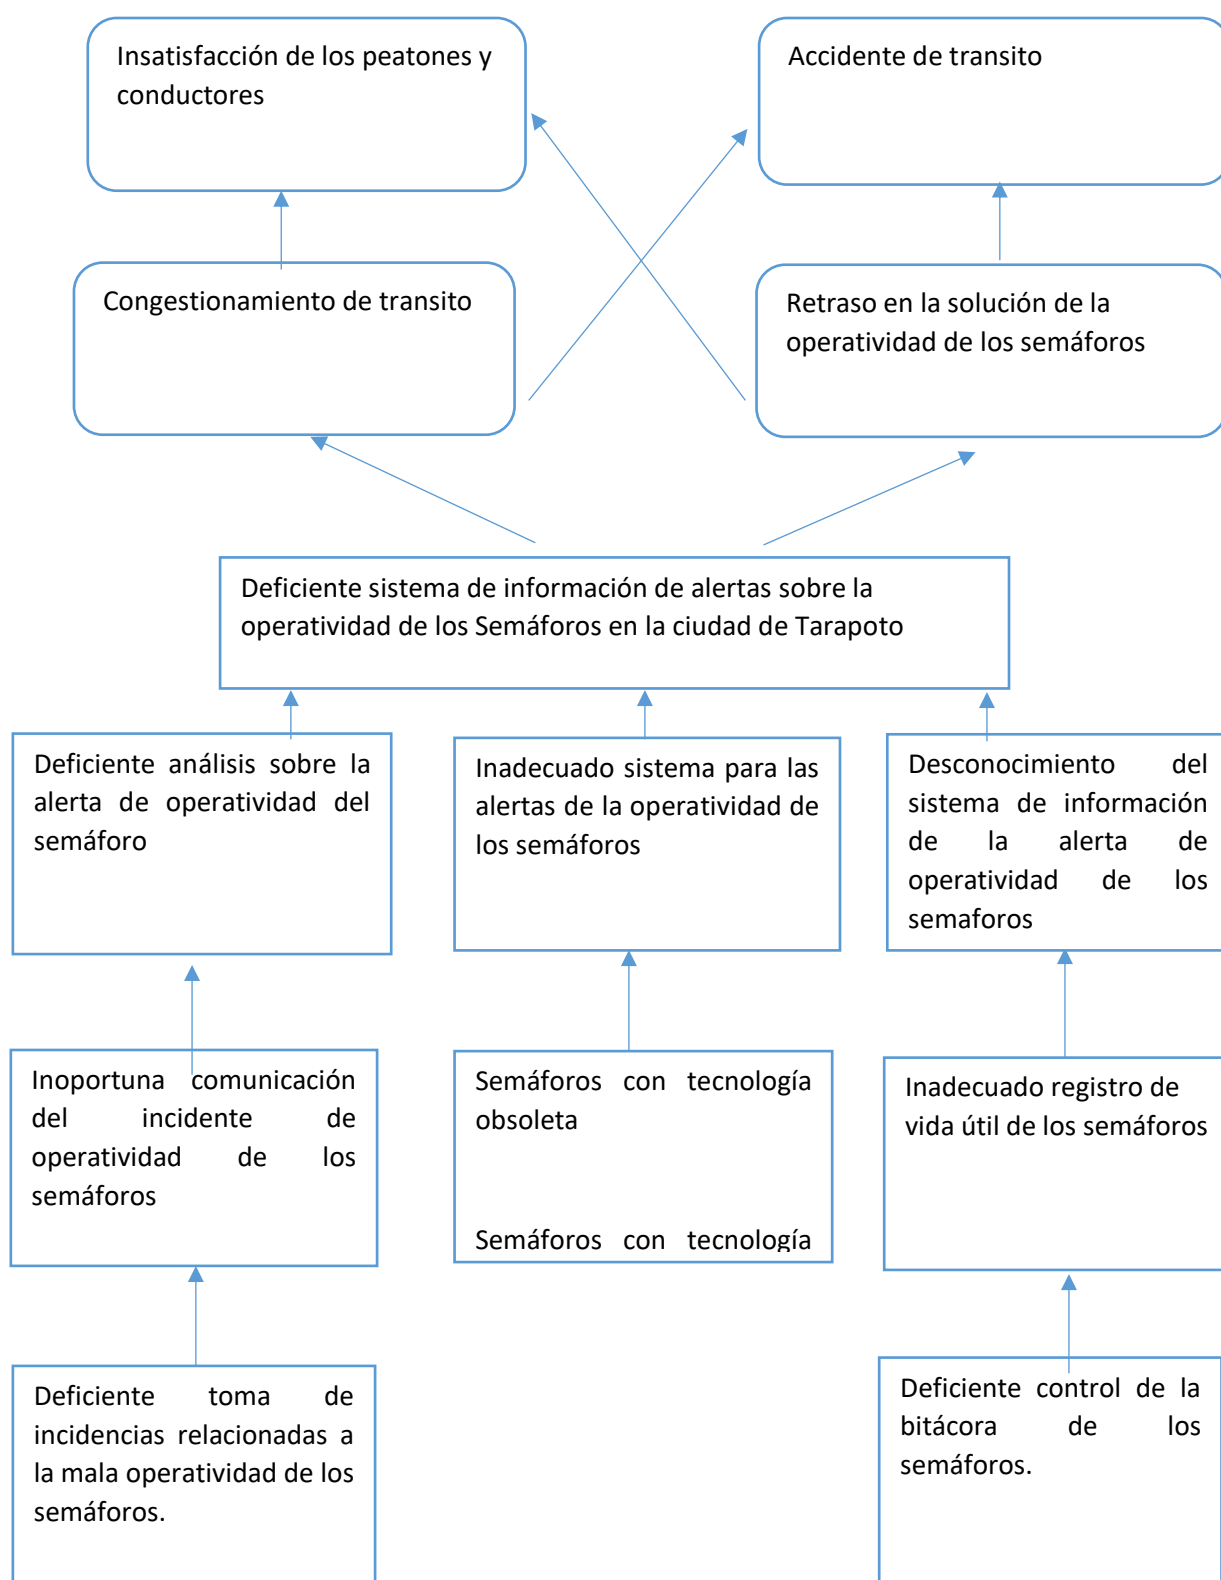 Insatisfacción de los peatones y
conductores
Accidente de transito
Congestionamiento de transito
Retraso en la solución de la
operatividad de los semáforos
Deficiente sistema de información de alertas sobre la
operatividad de los Semáforos en la ciudad de Tarapoto
Deficiente análisis sobre la
alerta de operatividad del
semáforo
Inadecuado sistema para las
alertas de la operatividad de
los semáforos
Desconocimiento del
sistema de información
de la alerta de
operatividad de los
semaforos
Inoportuna comunicación
del incidente de
operatividad de los
semáforos
Semáforos con tecnología
obsoleta
Semáforos con tecnología
Inadecuado registro de
vida útil de los semáforos
Deficiente toma de
incidencias relacionadas a
la mala operatividad de los
semáforos.
Deficiente control de la
bitácora de los
semáforos.